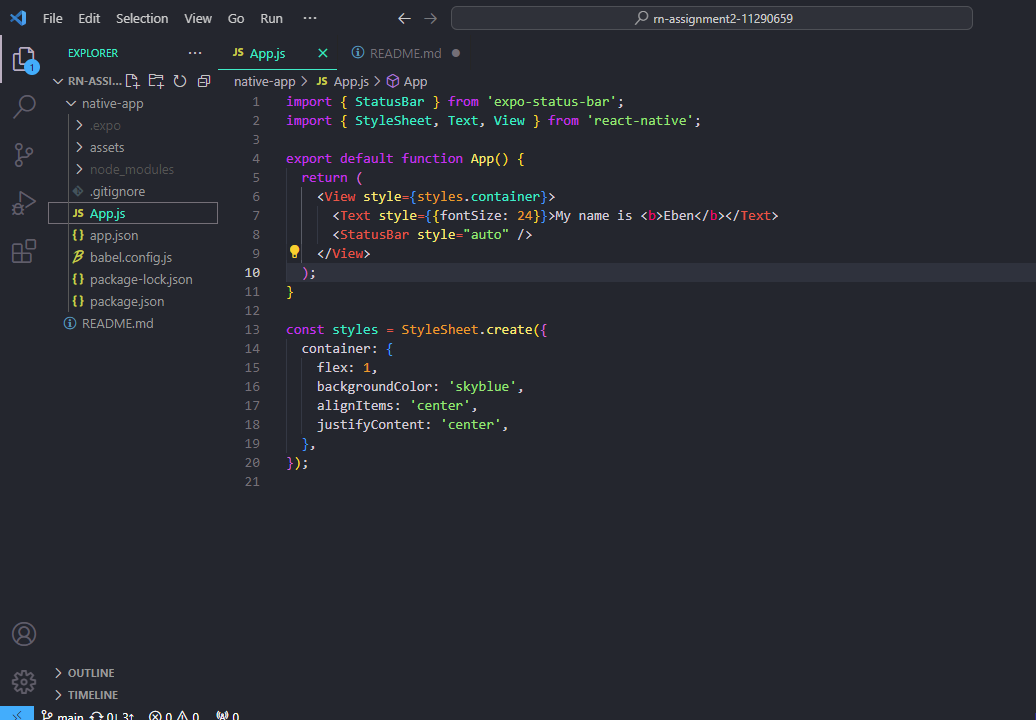 File Edit Selection View Go Run ···
rn-assignment2-11290659
EXPLORER ···
RN-ASSI...
native-app
.expo
assets
node_modules
.gitignore
JS App.js
{} app.json
babel.config.js
{} package-lock.json
{} package.json
README.md
JS App.js
README.md
native-app > JS App.js > App
1 import { StatusBar } from 'expo-status-bar';
2 import { StyleSheet, Text, View } from 'react-native';
3
4 export default function App() {
5 return (
6 <View style={styles.container}>
7 <Text style={{fontSize: 24}}>My name is <b>Eben</b></Text>
8 <StatusBar style="auto" />
9 </View>
10 );
11 }
12
13 const styles = StyleSheet.create({
14 container: {
15 flex: 1,
16 backgroundColor: 'skyblue',
17 alignItems: 'center',
18 justifyContent: 'center',
19 },
20 });
21
1
OUTLINE
TIMELINE
main 0↓ 3↑ 0 0 0